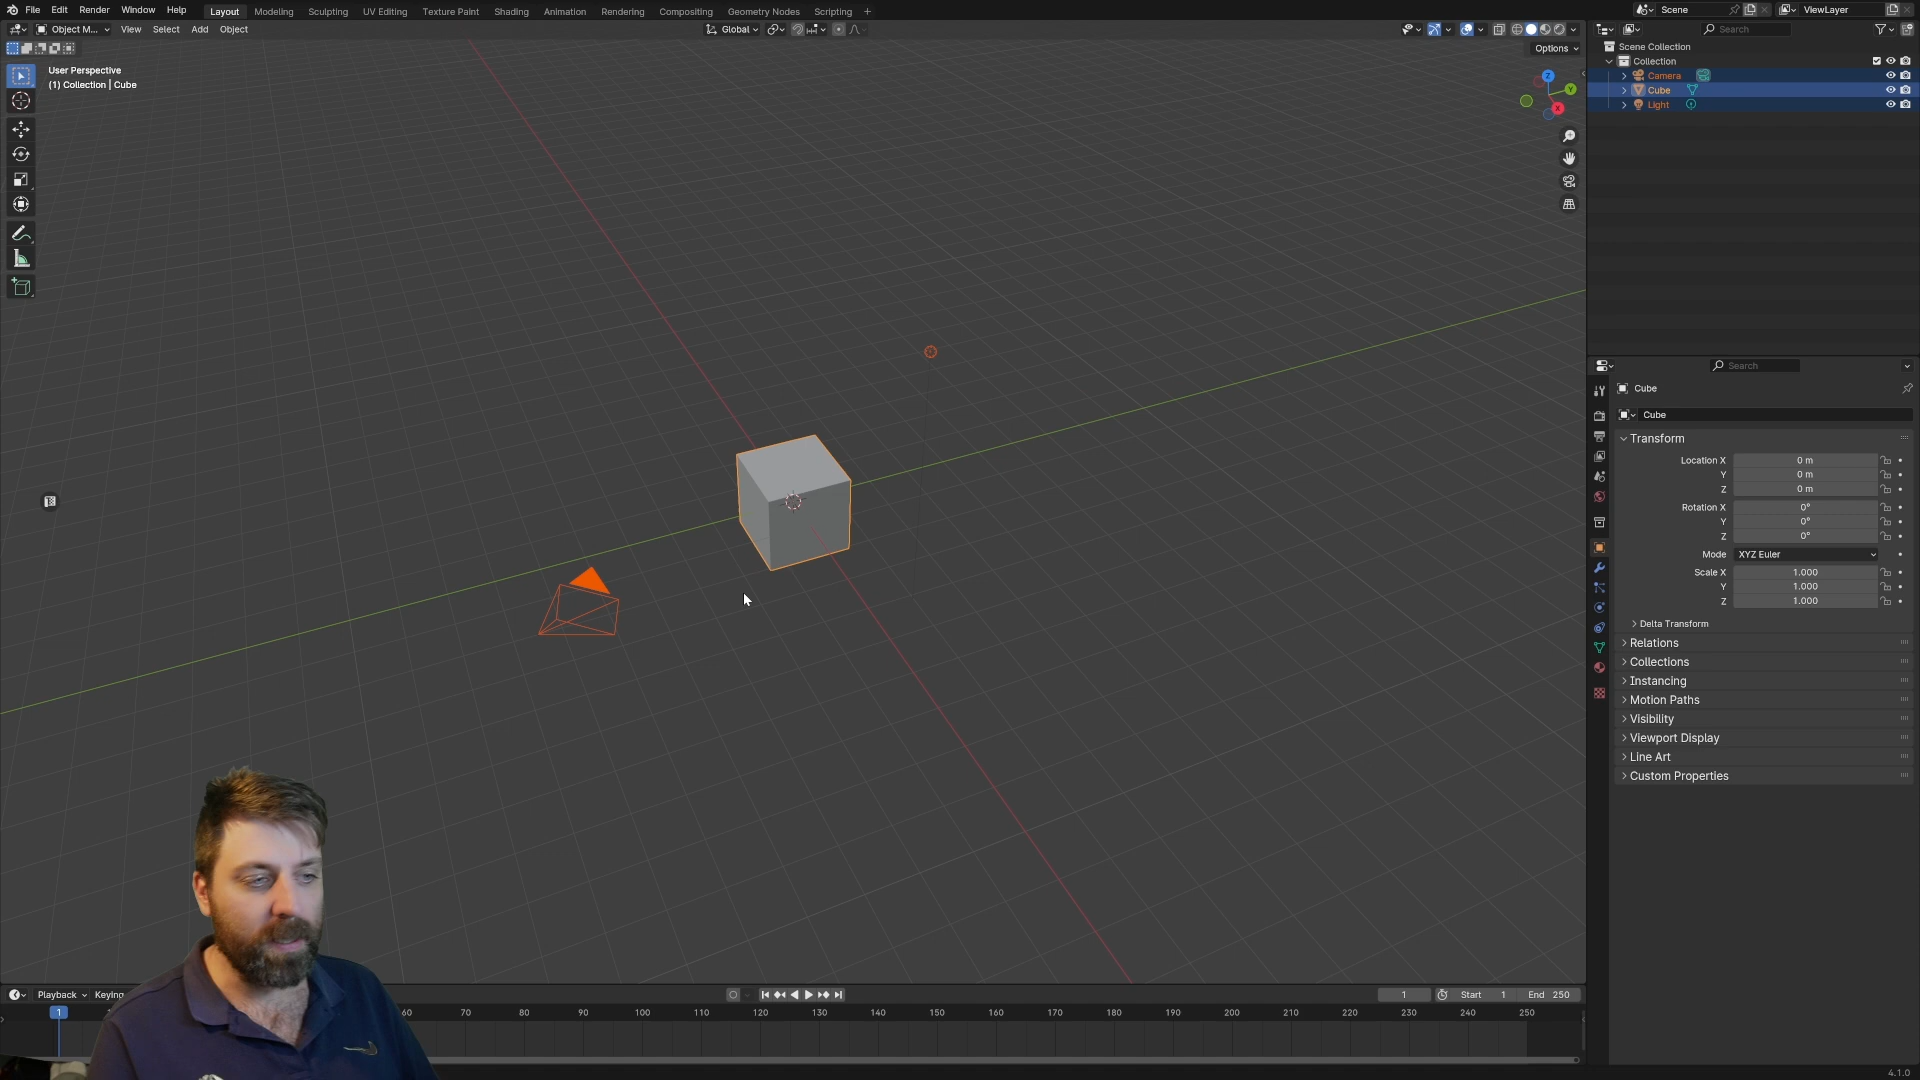 File Edit Render Window Help Layout Modeling Sculpting UV Editing Texture Paint Shading Animation Rendering Compositing Geometry Nodes Scripting + Scene ViewLayer
Object M... View Select Add Object Global Search
Options
User Perspective
(1) Collection | Cube
Z
Y
X
Scene Collection
Collection
Camera
Cube
Light
Search
Cube
Cube
Transform
Location X 0 m
Y 0 m
Z 0 m
Rotation X 0°
Y 0°
Z 0°
Mode XYZ Euler
Scale X 1.000
Y 1.000
Z 1.000
Delta Transform
Relations
Collections
Instancing
Motion Paths
Visibility
Viewport Display
Line Art
Custom Properties
Playback Keying 1 Start 1 End 250
1 60 70 80 90 100 110 120 130 140 150 160 170 180 190 200 210 220 230 240 250
4.1.0